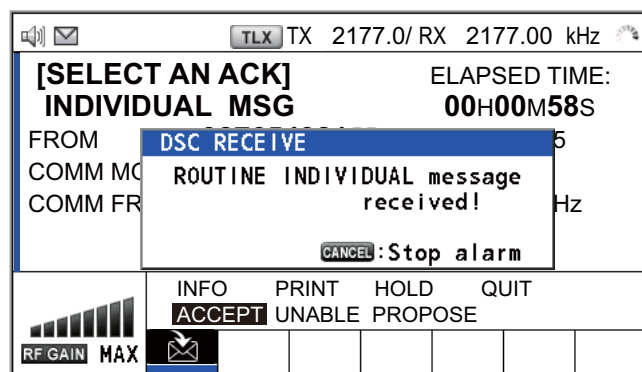 TLX TX 2177.0/ RX 2177.00 kHz
[SELECT AN ACK] ELAPSED TIME:
INDIVIDUAL MSG 00H00M58S
FROM 5
DSC RECEIVE
COMM MO
ROUTINE INDIVIDUAL message
received!
COMM FR Hz
CANCEL:Stop alarm
INFO PRINT HOLD QUIT
ACCEPT UNABLE PROPOSE
RF GAIN MAX